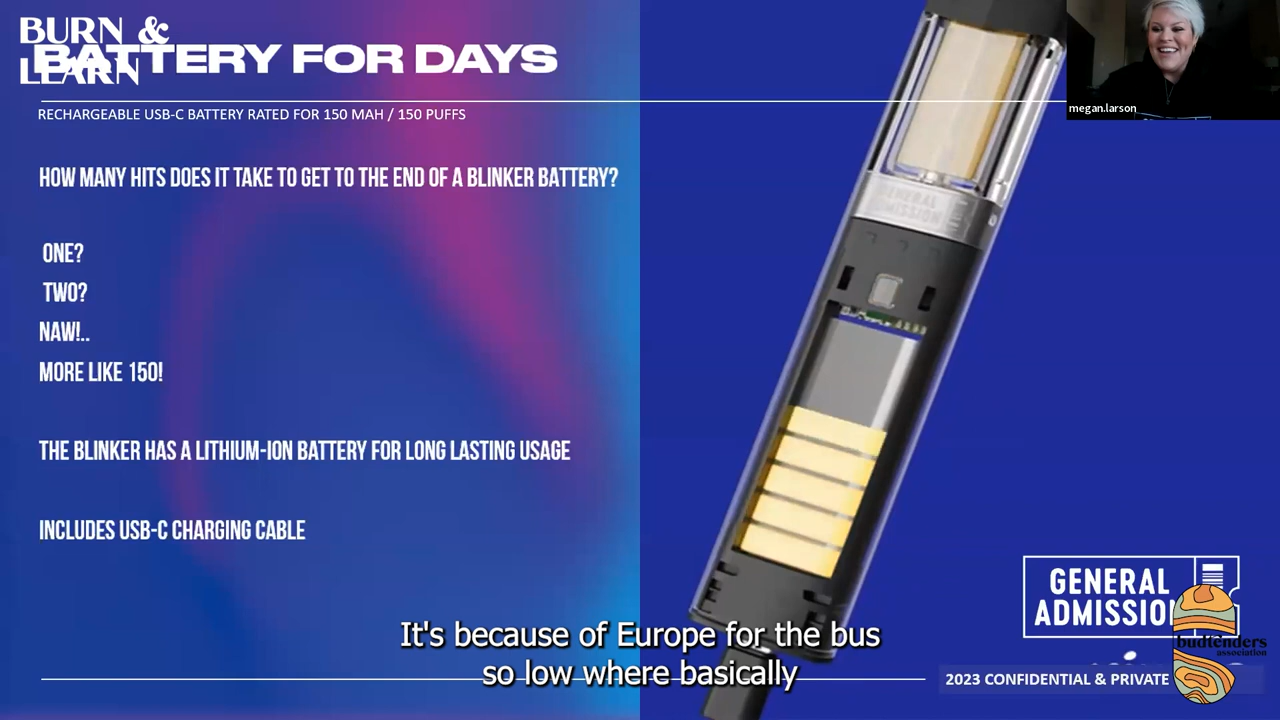 BURN &
LEARN
BATTERY FOR DAYS
megan.larson
RECHARGEABLE USB-C BATTERY RATED FOR 150 MAH / 150 PUFFS
HOW MANY HITS DOES IT TAKE TO GET TO THE END OF A BLINKER BATTERY?
ONE?
TWO?
NAW!..
MORE LIKE 150!
THE BLINKER HAS A LITHIUM-ION BATTERY FOR LONG LASTING USAGE
INCLUDES USB-C CHARGING CABLE
GENERAL
ADMISSION
GENERAL
ADMISSIO
budtenders
association
It's because of Europe for the bus
so low where basically
2023 CONFIDENTIAL & PRIVATE